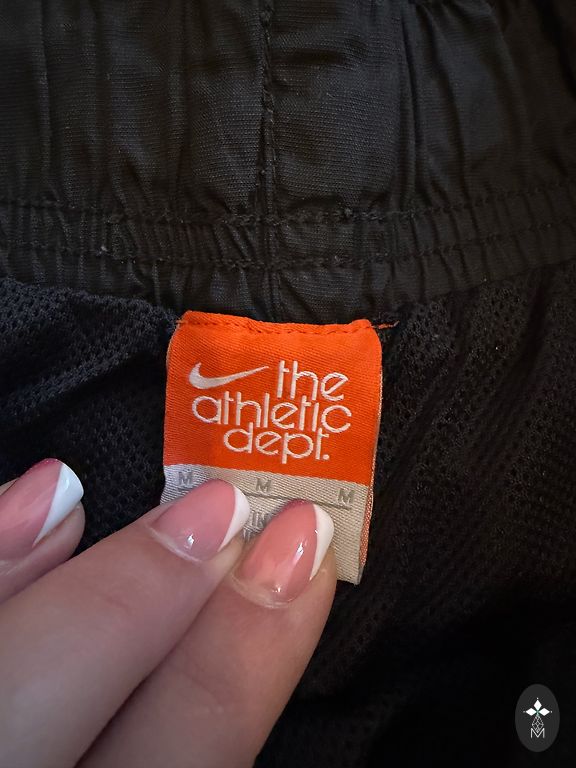 the
athletic
dept.
M M M
M